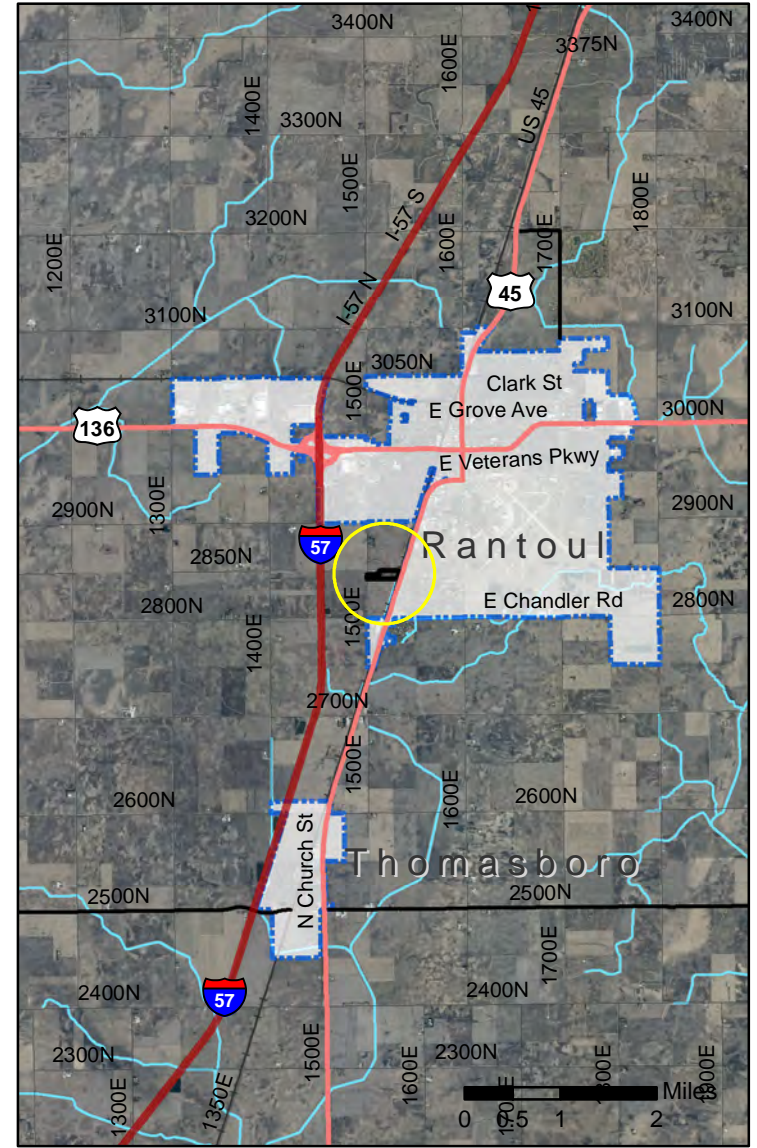 3400N
3400N
3375N
1600E
1400E
US 45
3300N
1500E
1800E
3200N
I-57 S
1600E
1700E
1200E
45
I-57 N
3100N
3100N
3050N
1500E
Clark St
E Grove Ave
3000N
136
E Veterans Pkwy
2900N
1300E
2900N
57
Rantoul
2850N
2800N
1500E
E Chandler Rd
2800N
1400E
2700N
1500E
2600N
1600E
2600N
N Church St
Thomasboro
2500N
2500N
1700E
2400N
57
2400N
2300N
1500E
1600E
2300N
1300E
1350E
Miles
1900E
0 0.5 1 2